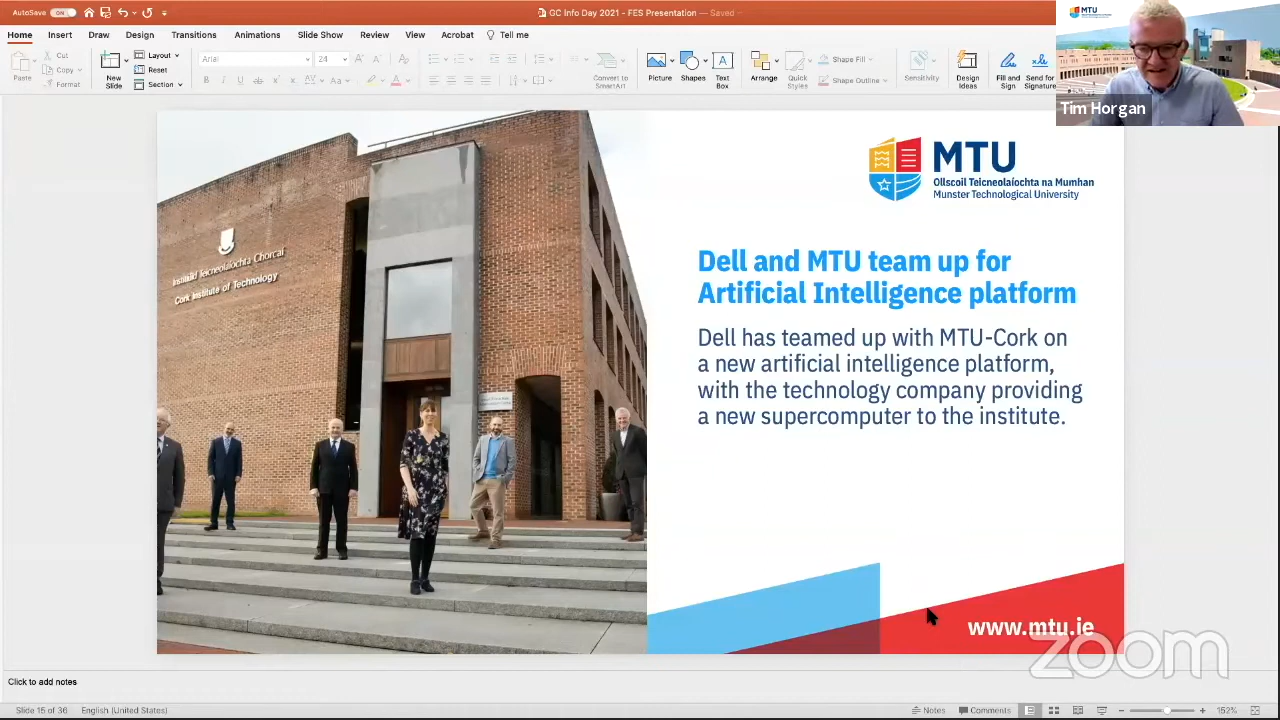 AutoSave
ON
GC Info Day 2021 - FES Presentation — Saved
Home Insert Draw Design Transitions Animations Slide Show Review View Acrobat Tell me
Paste
Cut
Copy
Format
New
Slide
Layout
Reset
Section
Arial
24
Convert to
SmartArt
Picture
Shapes
Text
Box
Arrange
Quick
Styles
Shape Fill
Shape Outline
Sensitivity
Design
Ideas
Fill and
Sign
Send for
Signature
MTU
Tim Horgan
Institiúid Teicneolaíochta Chorcaí
Cork Institute of Technology
MTU
Ollscoil Teicneolaíochta na Mumhan
Munster Technological University
Dell and MTU team up for
Artificial Intelligence platform
Dell has teamed up with MTU-Cork on
a new artificial intelligence platform,
with the technology company providing
a new supercomputer to the institute.
www.mtu.ie
zoom
Click to add notes
Slide 15 of 36 English (United States)
Notes Comments 152%